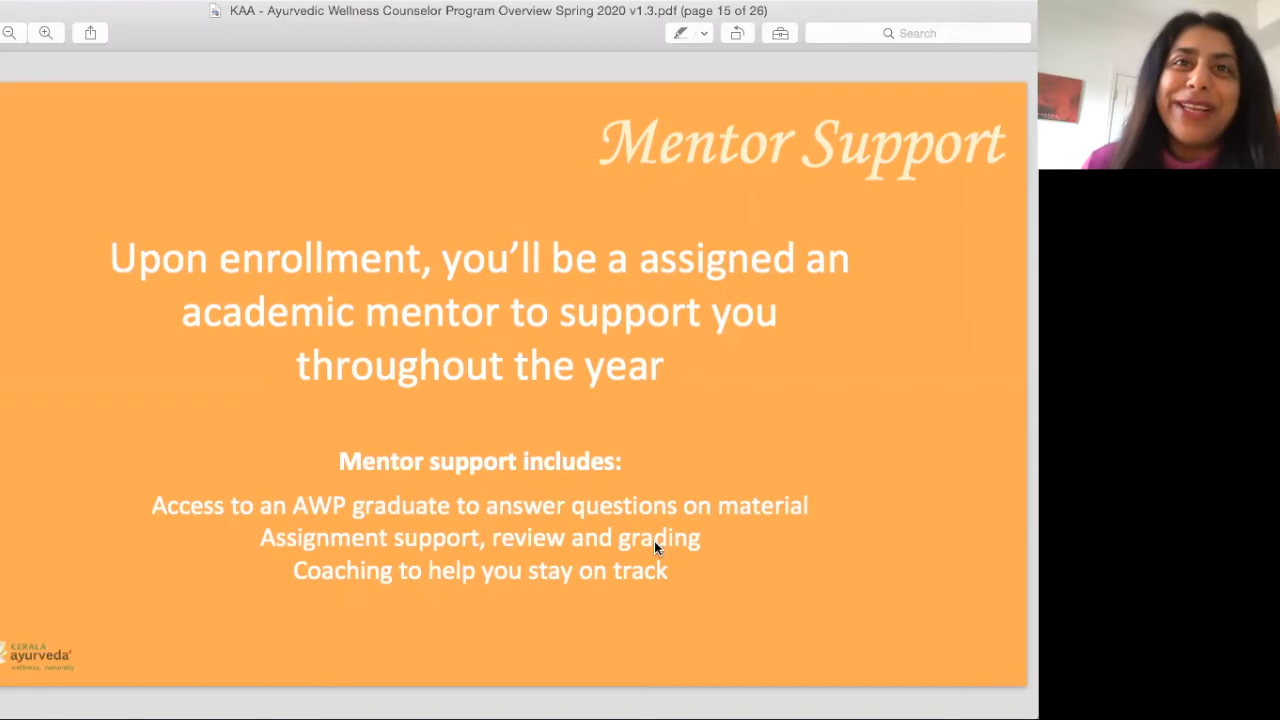 KAA - Ayurvedic Wellness Counselor Program Overview Spring 2020 v1.3.pdf (page 15 of 26)
Search
Mentor Support
Upon enrollment, you’ll be a assigned an
academic mentor to support you
throughout the year
Mentor support includes:
Access to an AWP graduate to answer questions on material
Assignment support, review and grading
Coaching to help you stay on track
KERALA
ayurveda
wellness, naturally